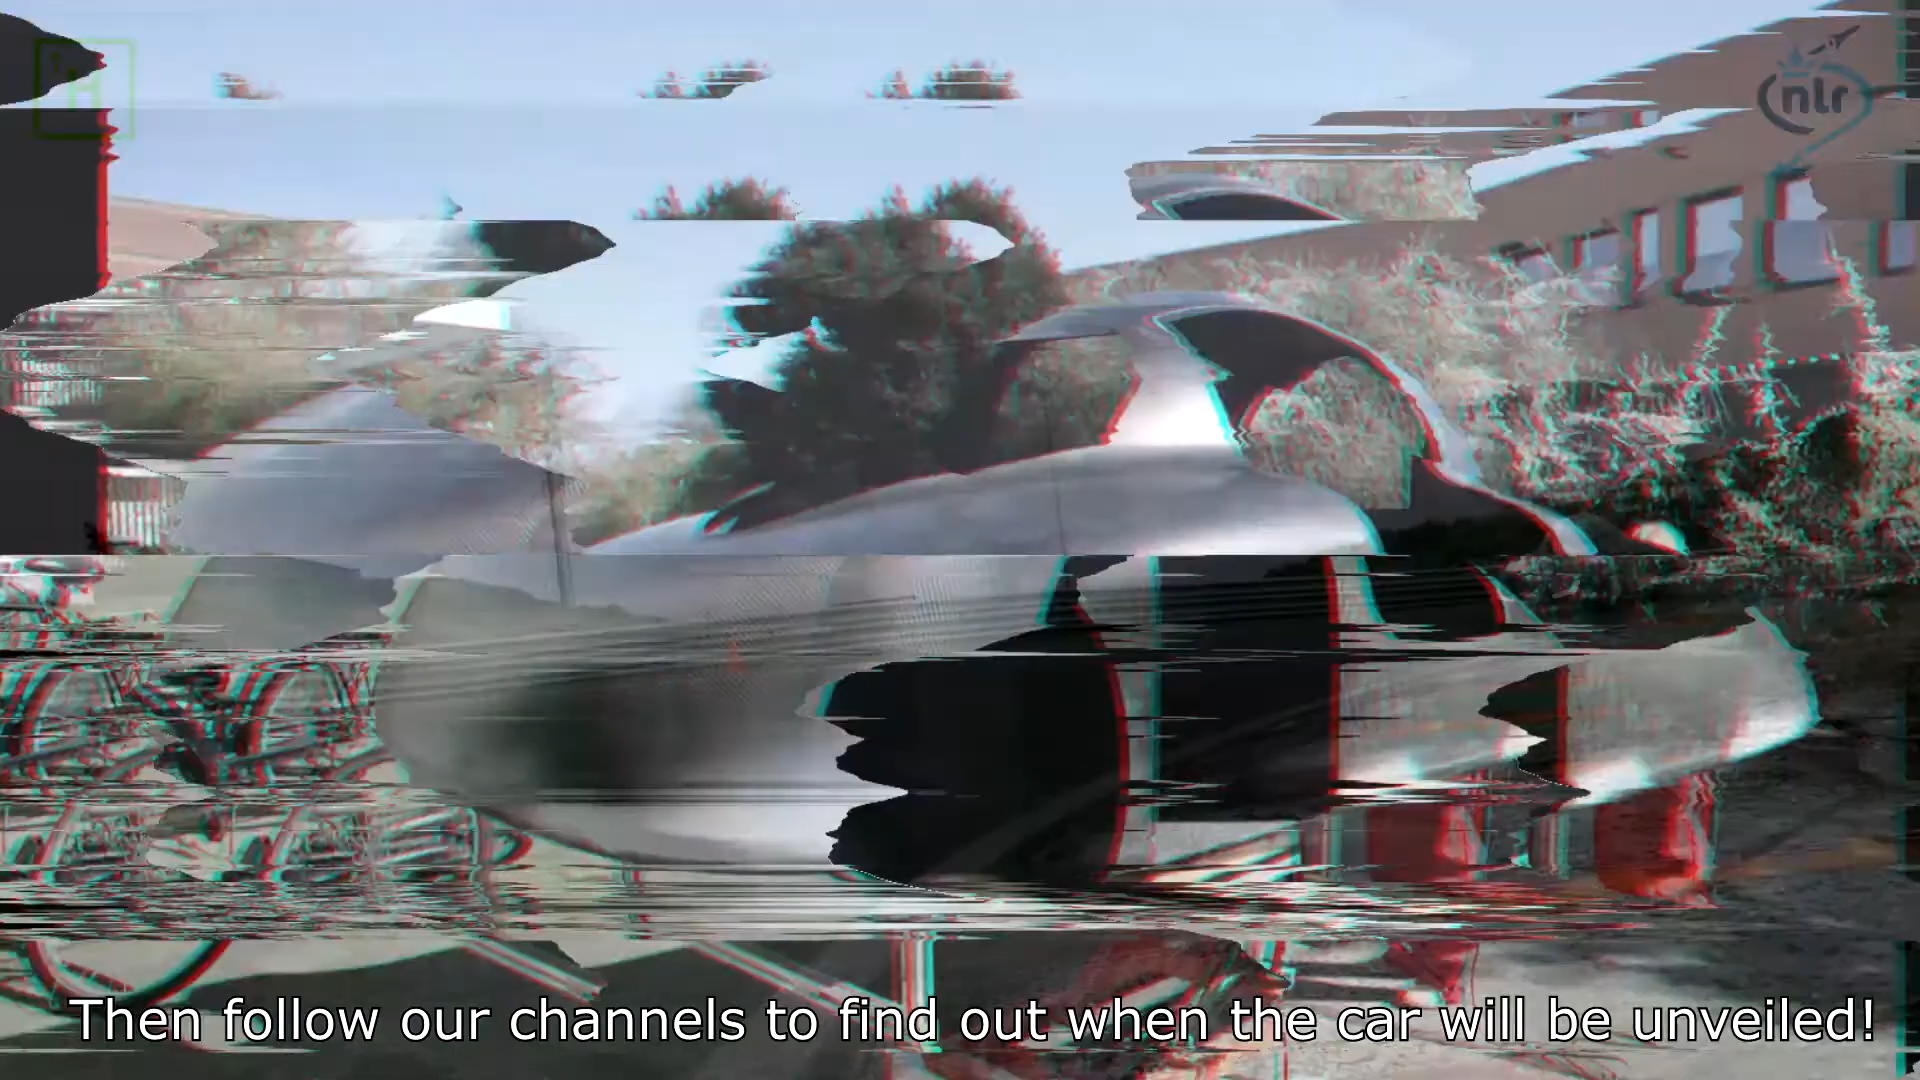 H
nlr
Then follow our channels to find out when the car will be unveiled!